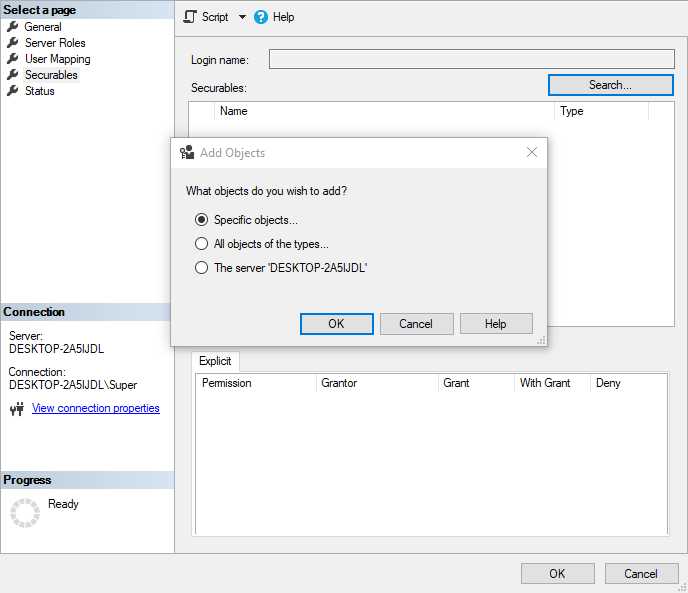 Select a page
General
Server Roles
User Mapping
Securables
Status
Script
Help
Login name:
Securables:
Search...
Name Type
Add Objects
What objects do you wish to add?
Specific objects...
All objects of the types...
The server 'DESKTOP-2A5IJDL'
OK Cancel Help
Connection
Server:
DESKTOP-2A5IJDL
Connection:
DESKTOP-2A5IJDL\Super
View connection properties
Explicit
Permission Grantor Grant With Grant Deny
Progress
Ready
OK Cancel